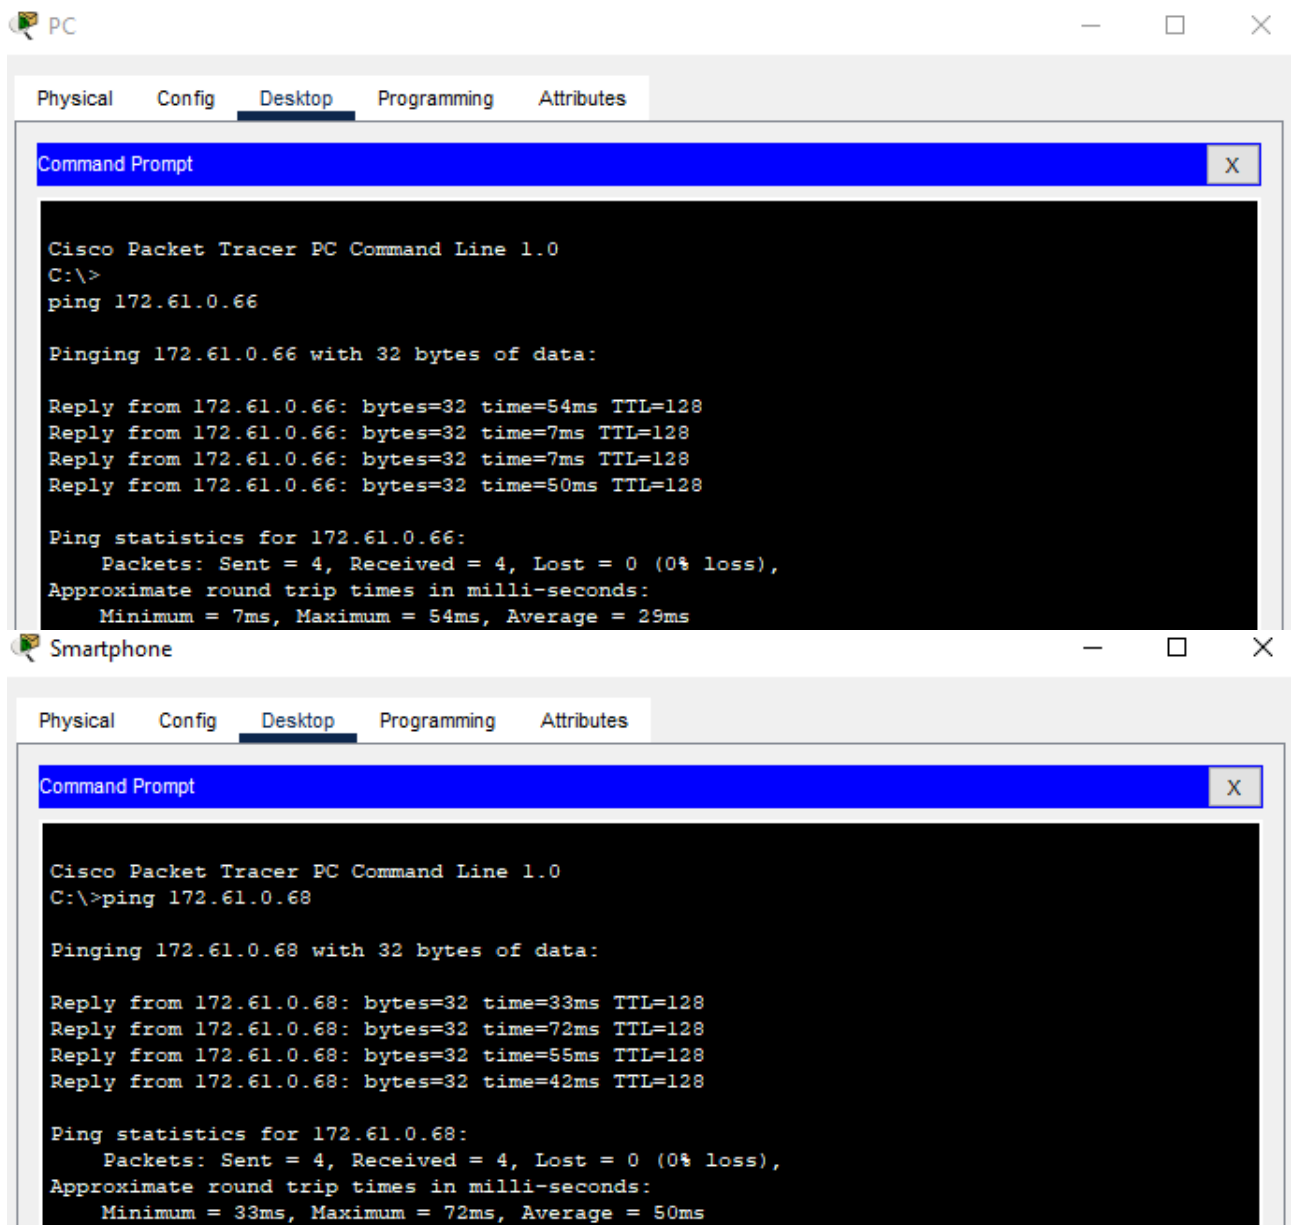 PC
Physical Config Desktop Programming Attributes
Command Prompt X
Cisco Packet Tracer PC Command Line 1.0
C:\>
ping 172.61.0.66
Pinging 172.61.0.66 with 32 bytes of data:
Reply from 172.61.0.66: bytes=32 time=54ms TTL=128
Reply from 172.61.0.66: bytes=32 time=7ms TTL=128
Reply from 172.61.0.66: bytes=32 time=7ms TTL=128
Reply from 172.61.0.66: bytes=32 time=50ms TTL=128
Ping statistics for 172.61.0.66:
Packets: Sent = 4, Received = 4, Lost = 0 (0% loss),
Approximate round trip times in milli-seconds:
Minimum = 7ms, Maximum = 54ms, Average = 29ms
Smartphone
Physical Config Desktop Programming Attributes
Command Prompt X
Cisco Packet Tracer PC Command Line 1.0
C:\>ping 172.61.0.68
Pinging 172.61.0.68 with 32 bytes of data:
Reply from 172.61.0.68: bytes=32 time=33ms TTL=128
Reply from 172.61.0.68: bytes=32 time=72ms TTL=128
Reply from 172.61.0.68: bytes=32 time=55ms TTL=128
Reply from 172.61.0.68: bytes=32 time=42ms TTL=128
Ping statistics for 172.61.0.68:
Packets: Sent = 4, Received = 4, Lost = 0 (0% loss),
Approximate round trip times in milli-seconds:
Minimum = 33ms, Maximum = 72ms, Average = 50ms